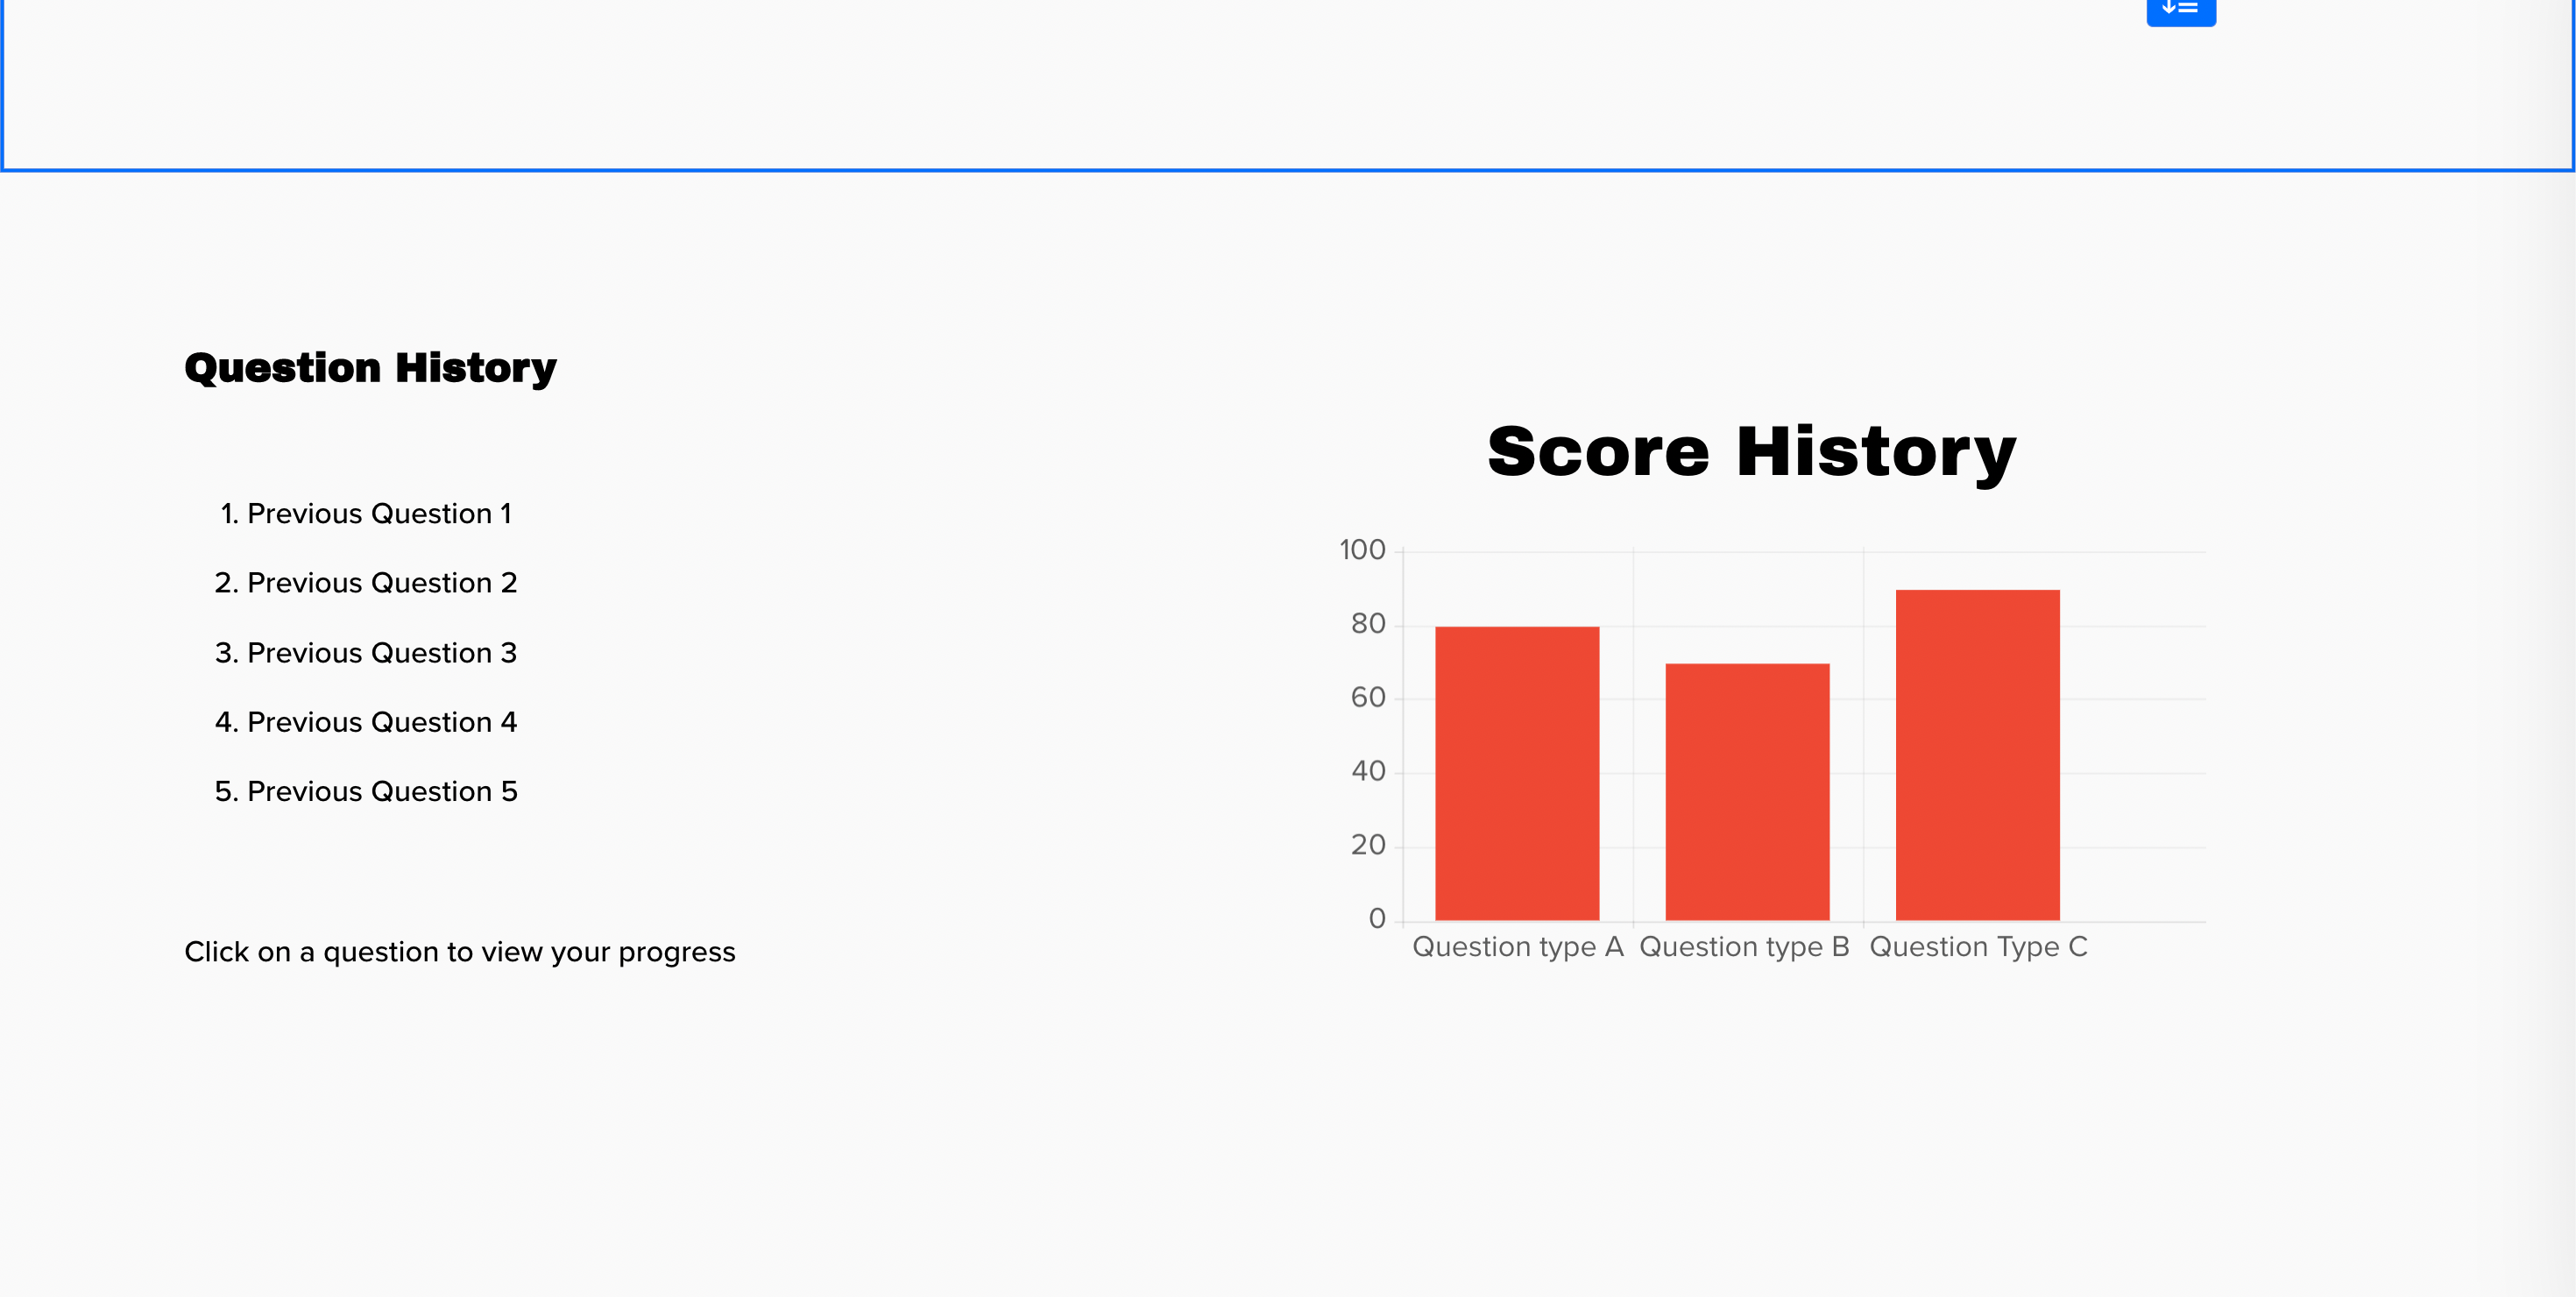 Question History
1. Previous Question 1
2. Previous Question 2
3. Previous Question 3
4. Previous Question 4
5. Previous Question 5
Click on a question to view your progress
Score History
100
80
60
40
20
0
Question type A Question type B Question Type C